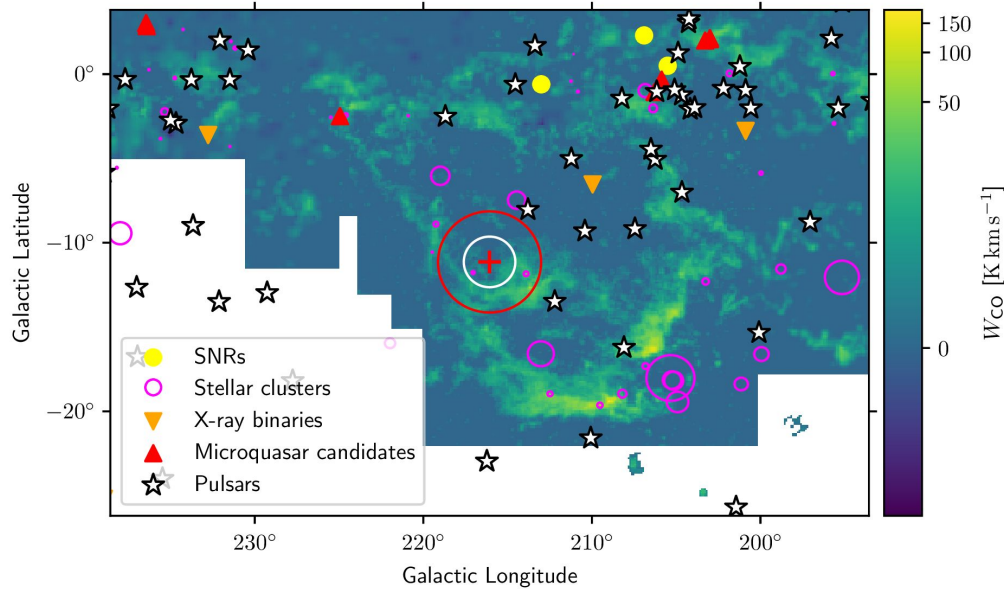 0°
−10°
−20°
Galactic Latitude
SNRs
Stellar clusters
X-ray binaries
Microquasar candidates
Pulsars
230°
220°
210°
200°
Galactic Longitude
150
100
50
0
W_CO [K km s⁻¹]